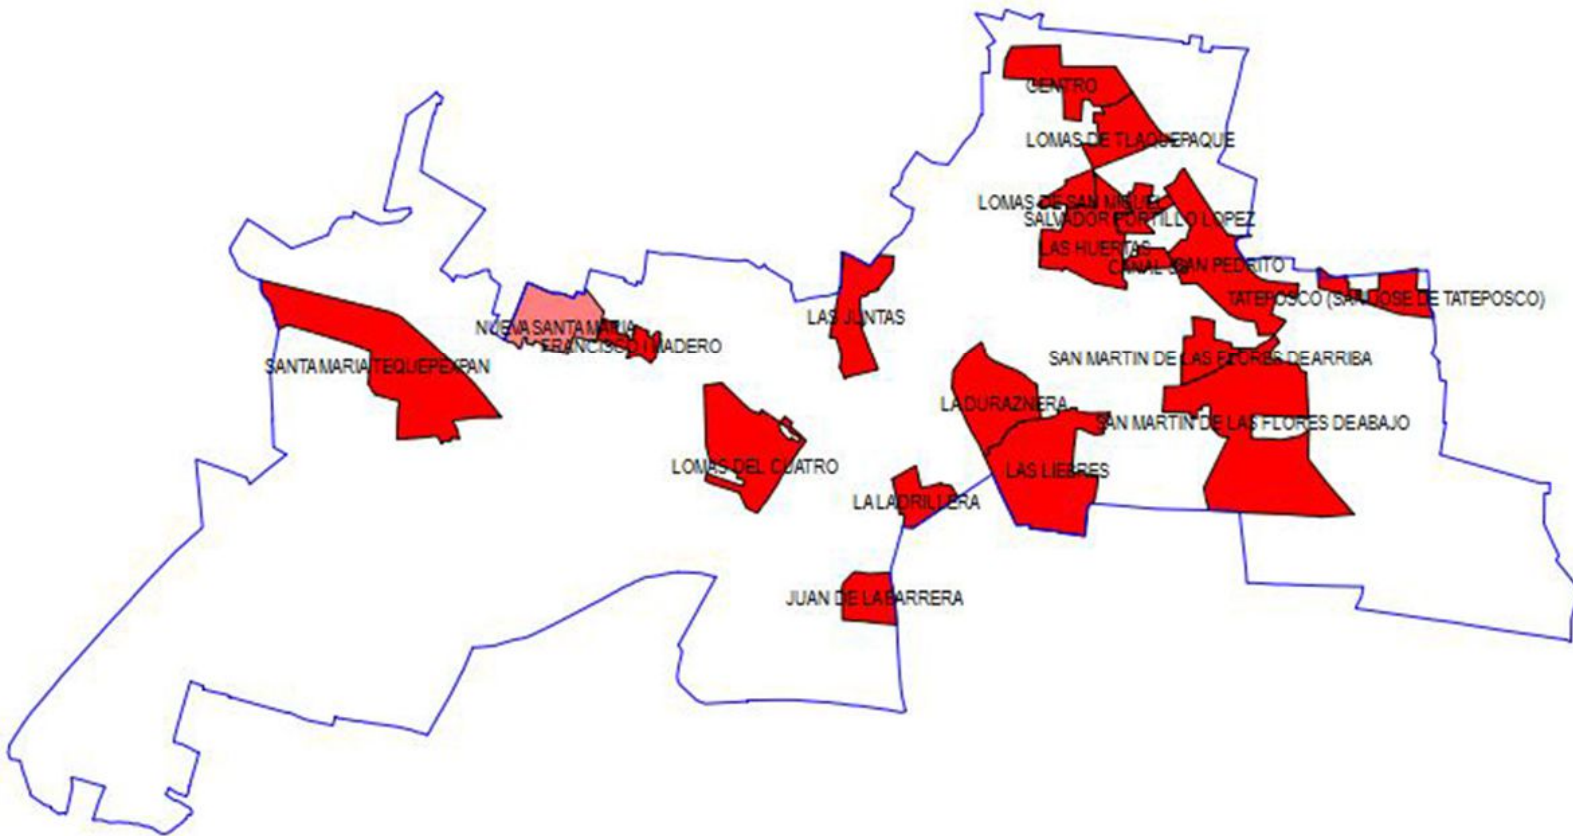 CENTRO
LOMAS DE TLAQUEPAQUE
LOMAS DE SAN MIGUEL
SALVADOR PORTILLO LOPEZ
LAS HUERTAS
SAN PEDRITO
TATEPOSCO (SAN JOSE DE TATEPOSCO)
LAS JUNTAS
NUEVA SANTA MARIA
FRANCISCO I MADERO
SANTA MARIA TEQUEPEXPAN
SAN MARTIN DE LAS FLORES DE ARRIBA
LA DURAZNERA
SAN MARTIN DE LAS FLORES DE ABAJO
LOMAS DEL CUATRO
LAS LIEBRES
LA LADRILLERA
JUAN DE LA BARRERA